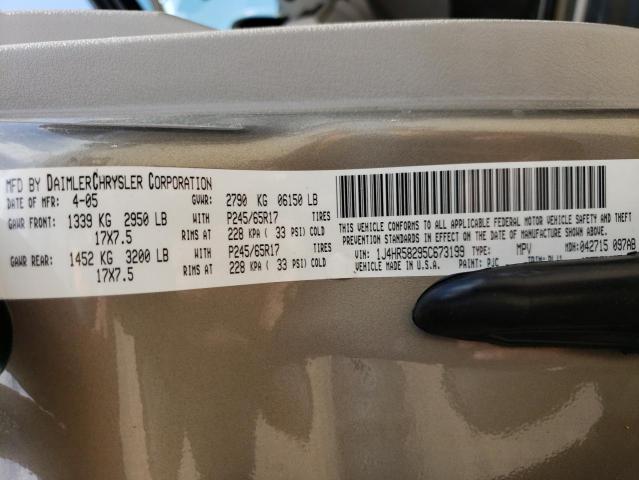 MFD BY DAIMLERCHRYSLER CORPORATION
DATE OF MFR: 4-05 GVWR: 2790 KG 06150 LB
GAWR FRONT: 1339 KG 2950 LB WITH P245/65R17 TIRES
17X7.5 RIMS AT 228 KPA ( 33 PSI) COLD
GAWR REAR: 1452 KG 3200 LB WITH P245/65R17 TIRES
17X7.5 RIMS AT 228 KPA ( 33 PSI) COLD
THIS VEHICLE CONFORMS TO ALL APPLICABLE FEDERAL MOTOR VEHICLE SAFETY AND THEFT
PREVENTION STANDARDS IN EFFECT ON THE DATE OF MANUFACTURE SHOWN ABOVE.
VIN: 1J4HR58295C673199 TYPE: MPV MDH: 042715 097AB
VEHICLE MADE IN U.S.A. PAINT: PJC